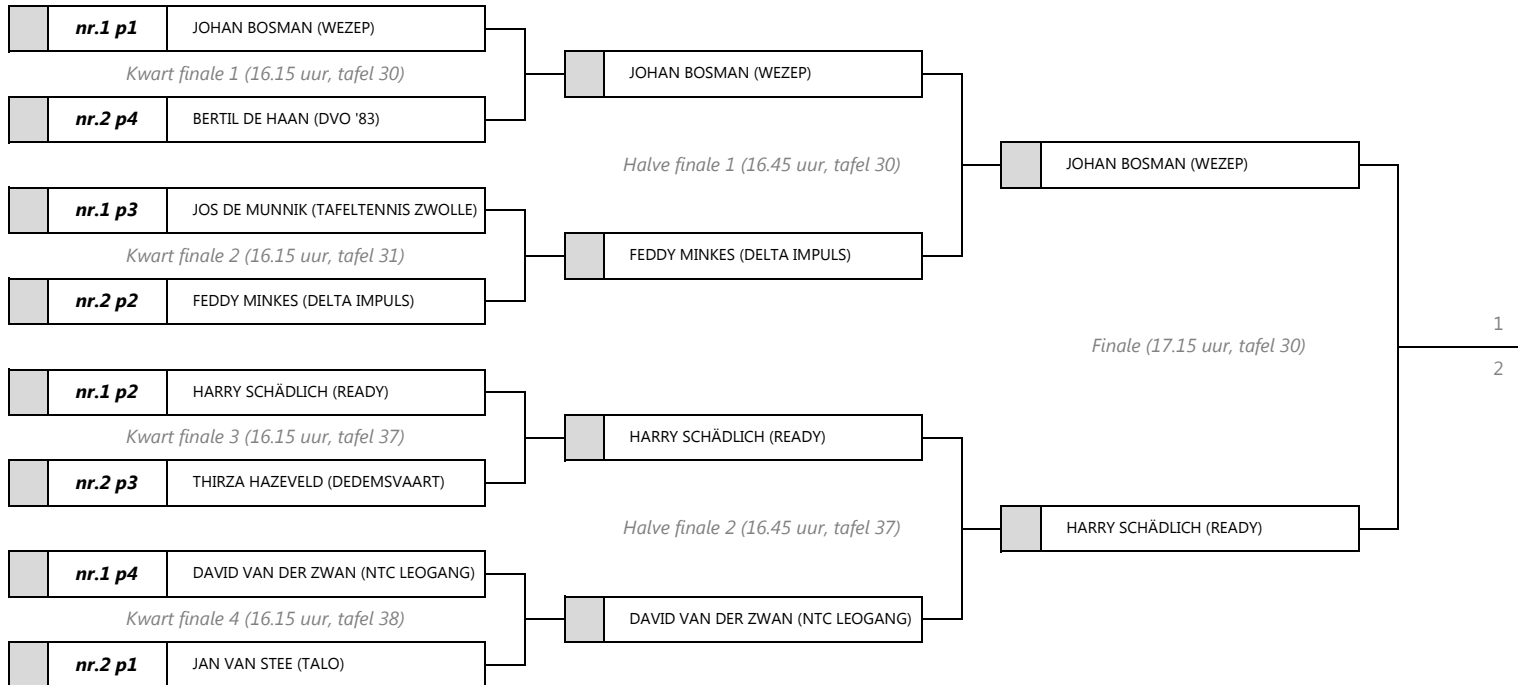 nr.1 p1 JOHAN BOSMAN (WEZEP)
Kwart finale 1 (16.15 uur, tafel 30)
nr.2 p4 BERTIL DE HAAN (DVO '83)
nr.1 p3 JOS DE MUNNIK (TAFELTENNIS ZWOLLE)
Kwart finale 2 (16.15 uur, tafel 31)
nr.2 p2 FEDDY MINKES (DELTA IMPULS)
nr.1 p2 HARRY SCHÄDLICH (READY)
Kwart finale 3 (16.15 uur, tafel 37)
nr.2 p3 THIRZA HAZEVELD (DEDEMSVAART)
nr.1 p4 DAVID VAN DER ZWAN (NTC LEOGANG)
Kwart finale 4 (16.15 uur, tafel 38)
nr.2 p1 JAN VAN STEE (TALO)
JOHAN BOSMAN (WEZEP)
Halve finale 1 (16.45 uur, tafel 30)
FEDDY MINKES (DELTA IMPULS)
HARRY SCHÄDLICH (READY)
Halve finale 2 (16.45 uur, tafel 37)
DAVID VAN DER ZWAN (NTC LEOGANG)
JOHAN BOSMAN (WEZEP)
Finale (17.15 uur, tafel 30)
HARRY SCHÄDLICH (READY)
1
2